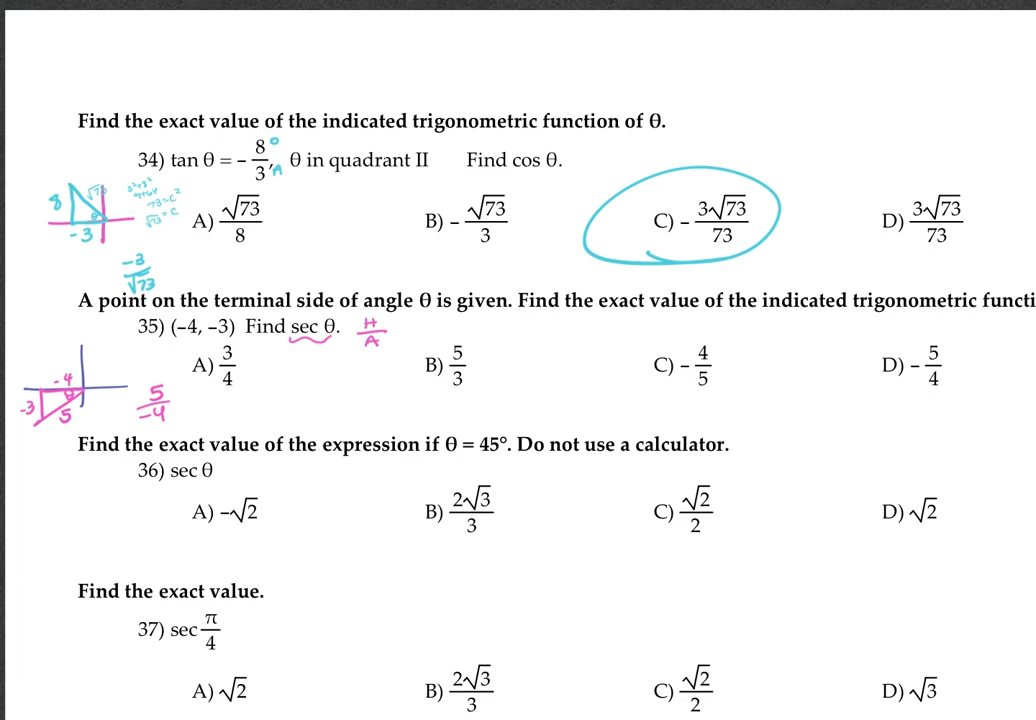 Find the exact value of the indicated trigonometric function of θ.
34) tan θ = - 8/3, θ in quadrant II Find cos θ.
O
A
8
√73
θ
-3
73 = c²
√73 = c
A) √73/8 B) - √73/3 C) - 3√73/73 D) 3√73/73
-3/√73
A point on the terminal side of angle θ is given. Find the exact value of the indicated trigonometric functi
35) (-4, -3) Find sec θ. H/A
A) 3/4 B) 5/3 C) - 4/5 D) - 5/4
-4
θ
-3
5
5/-4
Find the exact value of the expression if θ = 45°. Do not use a calculator.
36) sec θ
A) -√2 B) 2√3/3 C) √2/2 D) √2
Find the exact value.
37) sec π/4
A) √2 B) 2√3/3 C) √2/2 D) √3